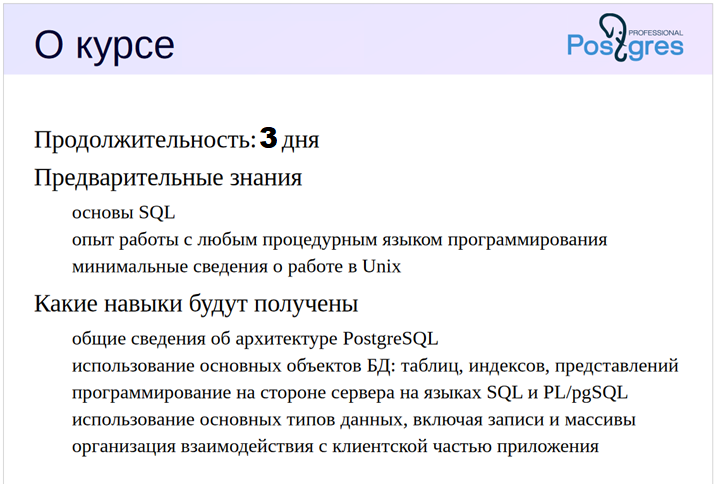 О курсе
PROFESSIONAL
Postgres
Продолжительность: 3 дня
Предварительные знания
основы SQL
опыт работы с любым процедурным языком программирования
минимальные сведения о работе в Unix
Какие навыки будут получены
общие сведения об архитектуре PostgreSQL
использование основных объектов БД: таблиц, индексов, представлений
программирование на стороне сервера на языках SQL и PL/pgSQL
использование основных типов данных, включая записи и массивы
организация взаимодействия с клиентской частью приложения